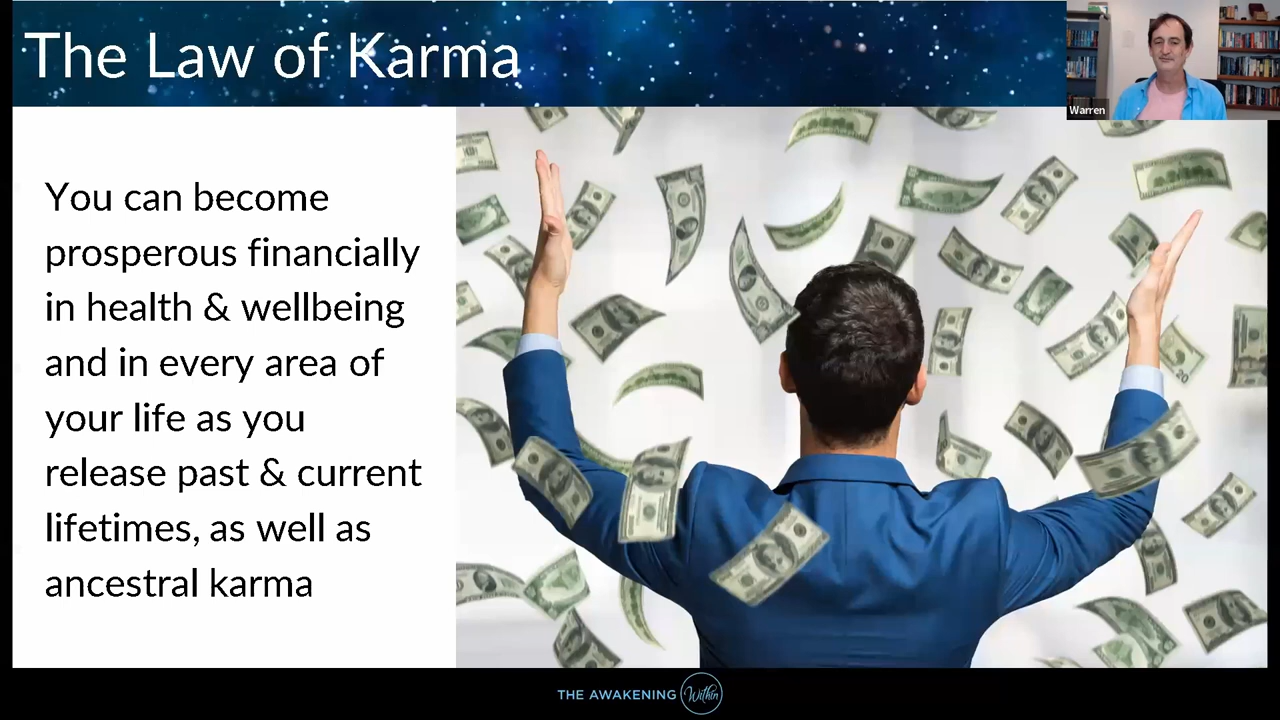 The Law of Karma
Warren
You can become
prosperous financially
in health & wellbeing
and in every area of
your life as you
release past & current
lifetimes, as well as
ancestral karma
20
THE AWAKENING Within